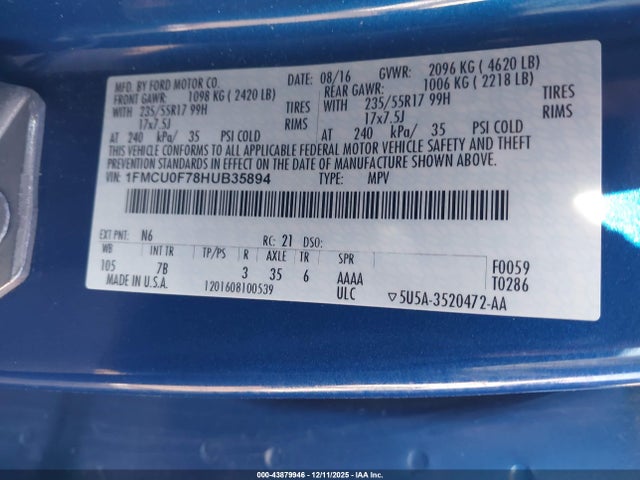 MFD. BY FORD MOTOR CO. DATE: 08/16 GVWR: 2096 KG ( 4620 LB)
FRONT GAWR: 1098 KG ( 2420 LB) REAR GAWR: 1006 KG ( 2218 LB)
WITH 235/55R17 99H TIRES WITH 235/55R17 99H TIRES
17x7.5J RIMS 17x7.5J RIMS
AT 240 kPa/ 35 PSI COLD AT 240 kPa/ 35 PSI COLD
THIS VEHICLE CONFORMS TO ALL APPLICABLE FEDERAL MOTOR VEHICLE SAFETY AND THEFT
PREVENTION STANDARDS IN EFFECT ON THE DATE OF MANUFACTURE SHOWN ABOVE.
VIN: 1FMCU0F78HUB35894 TYPE: MPV
EXT PNT: N6 RC: 21 DSO:
WB INT TR TP/PS R AXLE TR SPR
105 7B 3 35 6 AAAA F0059
MADE IN U.S.A. 1201608100539 ULC ▽5U5A-3520472-AA T0286
000-43879946 - 12/11/2025 - IAA Inc.